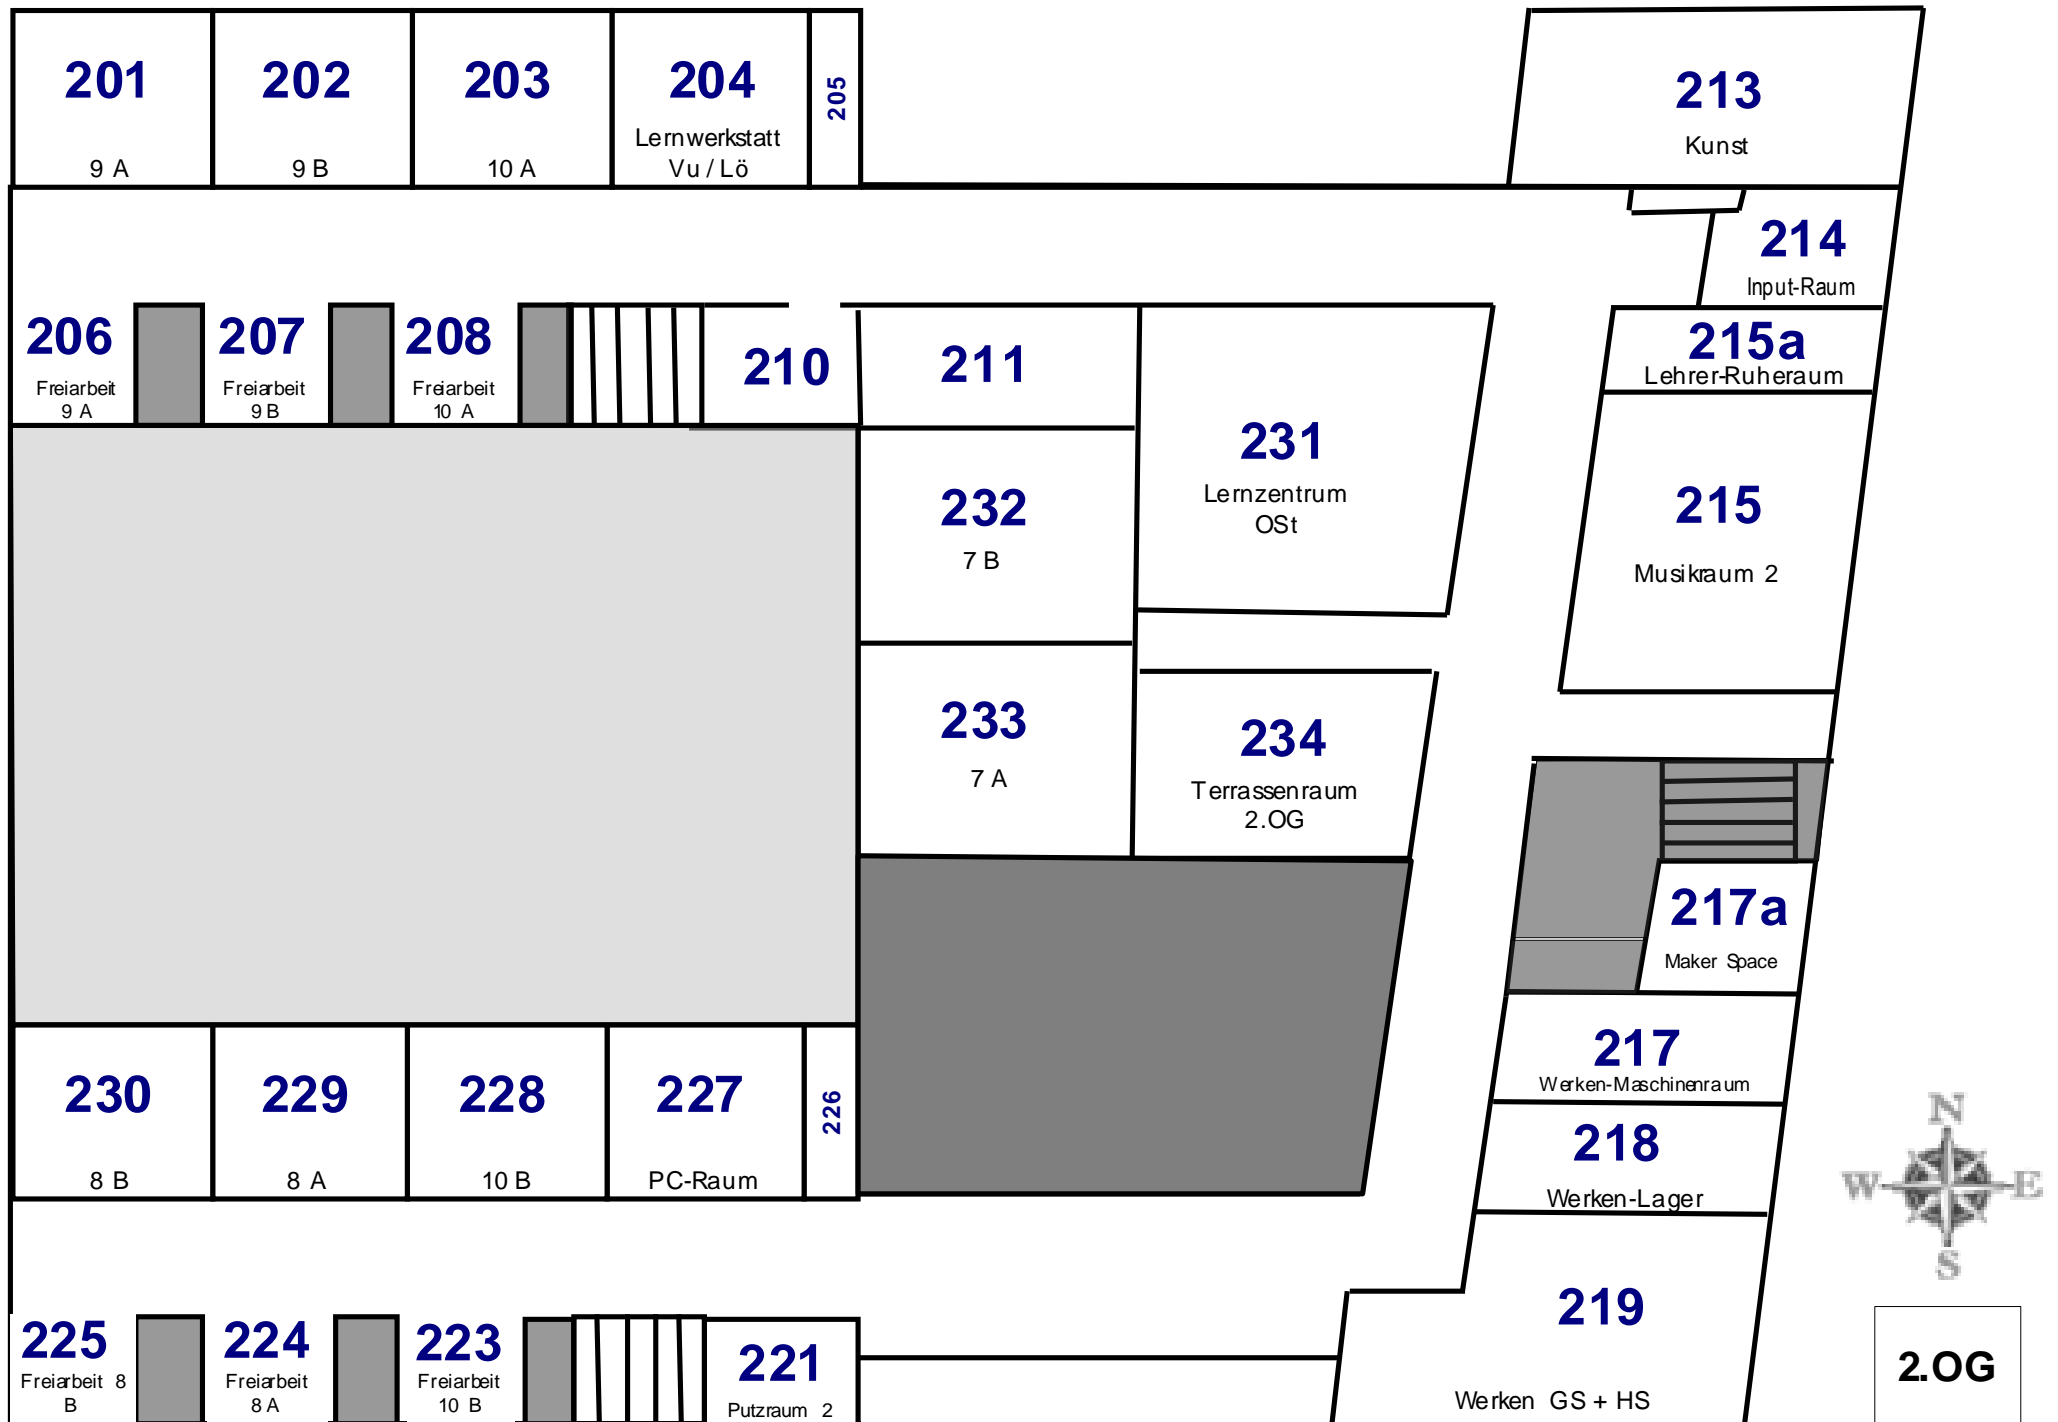 201
9 A
202
9 B
203
10 A
204
Lernwerkstatt
Vu / Lö
205
213
Kunst
214
Input-Raum
206
Freiarbeit
9 A
207
Freiarbeit
9 B
208
Freiarbeit
10 A
210
211
231
Lernzentrum
OSt
215a
Lehrer-Ruheraum
215
Musikraum 2
232
7 B
233
7 A
234
Terrassenraum
2.OG
217a
Maker Space
217
Werken-Maschinenraum
218
Werken-Lager
219
Werken GS + HS
230
8 B
229
8 A
228
10 B
227
PC-Raum
226
225
Freiarbeit 8
B
224
Freiarbeit
8 A
223
Freiarbeit
10 B
221
Putzraum 2
N
W
E
S
2.OG